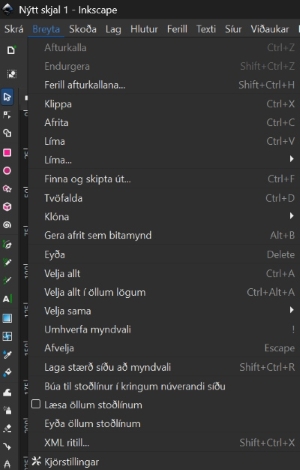 Nýtt skjal 1 - Inkscape
Skrá Breyta Skoða Lag Hlutur Ferill Texti Síur Viðaukar
Afturkalla Ctrl+Z
Endurgera Shift+Ctrl+Z
Ferill afturkallana... Shift+Ctrl+H
Klippa Ctrl+X
Afrita Ctrl+C
Líma Ctrl+V
Líma...
Finna og skipta út... Ctrl+F
Tvöfalda Ctrl+D
Klóna
Gera afrit sem bitamynd Alt+B
Eyða Delete
Velja allt Ctrl+A
Velja allt í öllum lögum Ctrl+Alt+A
Velja sama
Umhverfa myndvali !
Afvelja Escape
Laga stærð síðu að myndvali Shift+Ctrl+R
Búa til stoðlínur í kringum núverandi síðu
Læsa öllum stoðlínum
Eyða öllum stoðlínum
XML ritill... Shift+Ctrl+X
Kjörstillingar